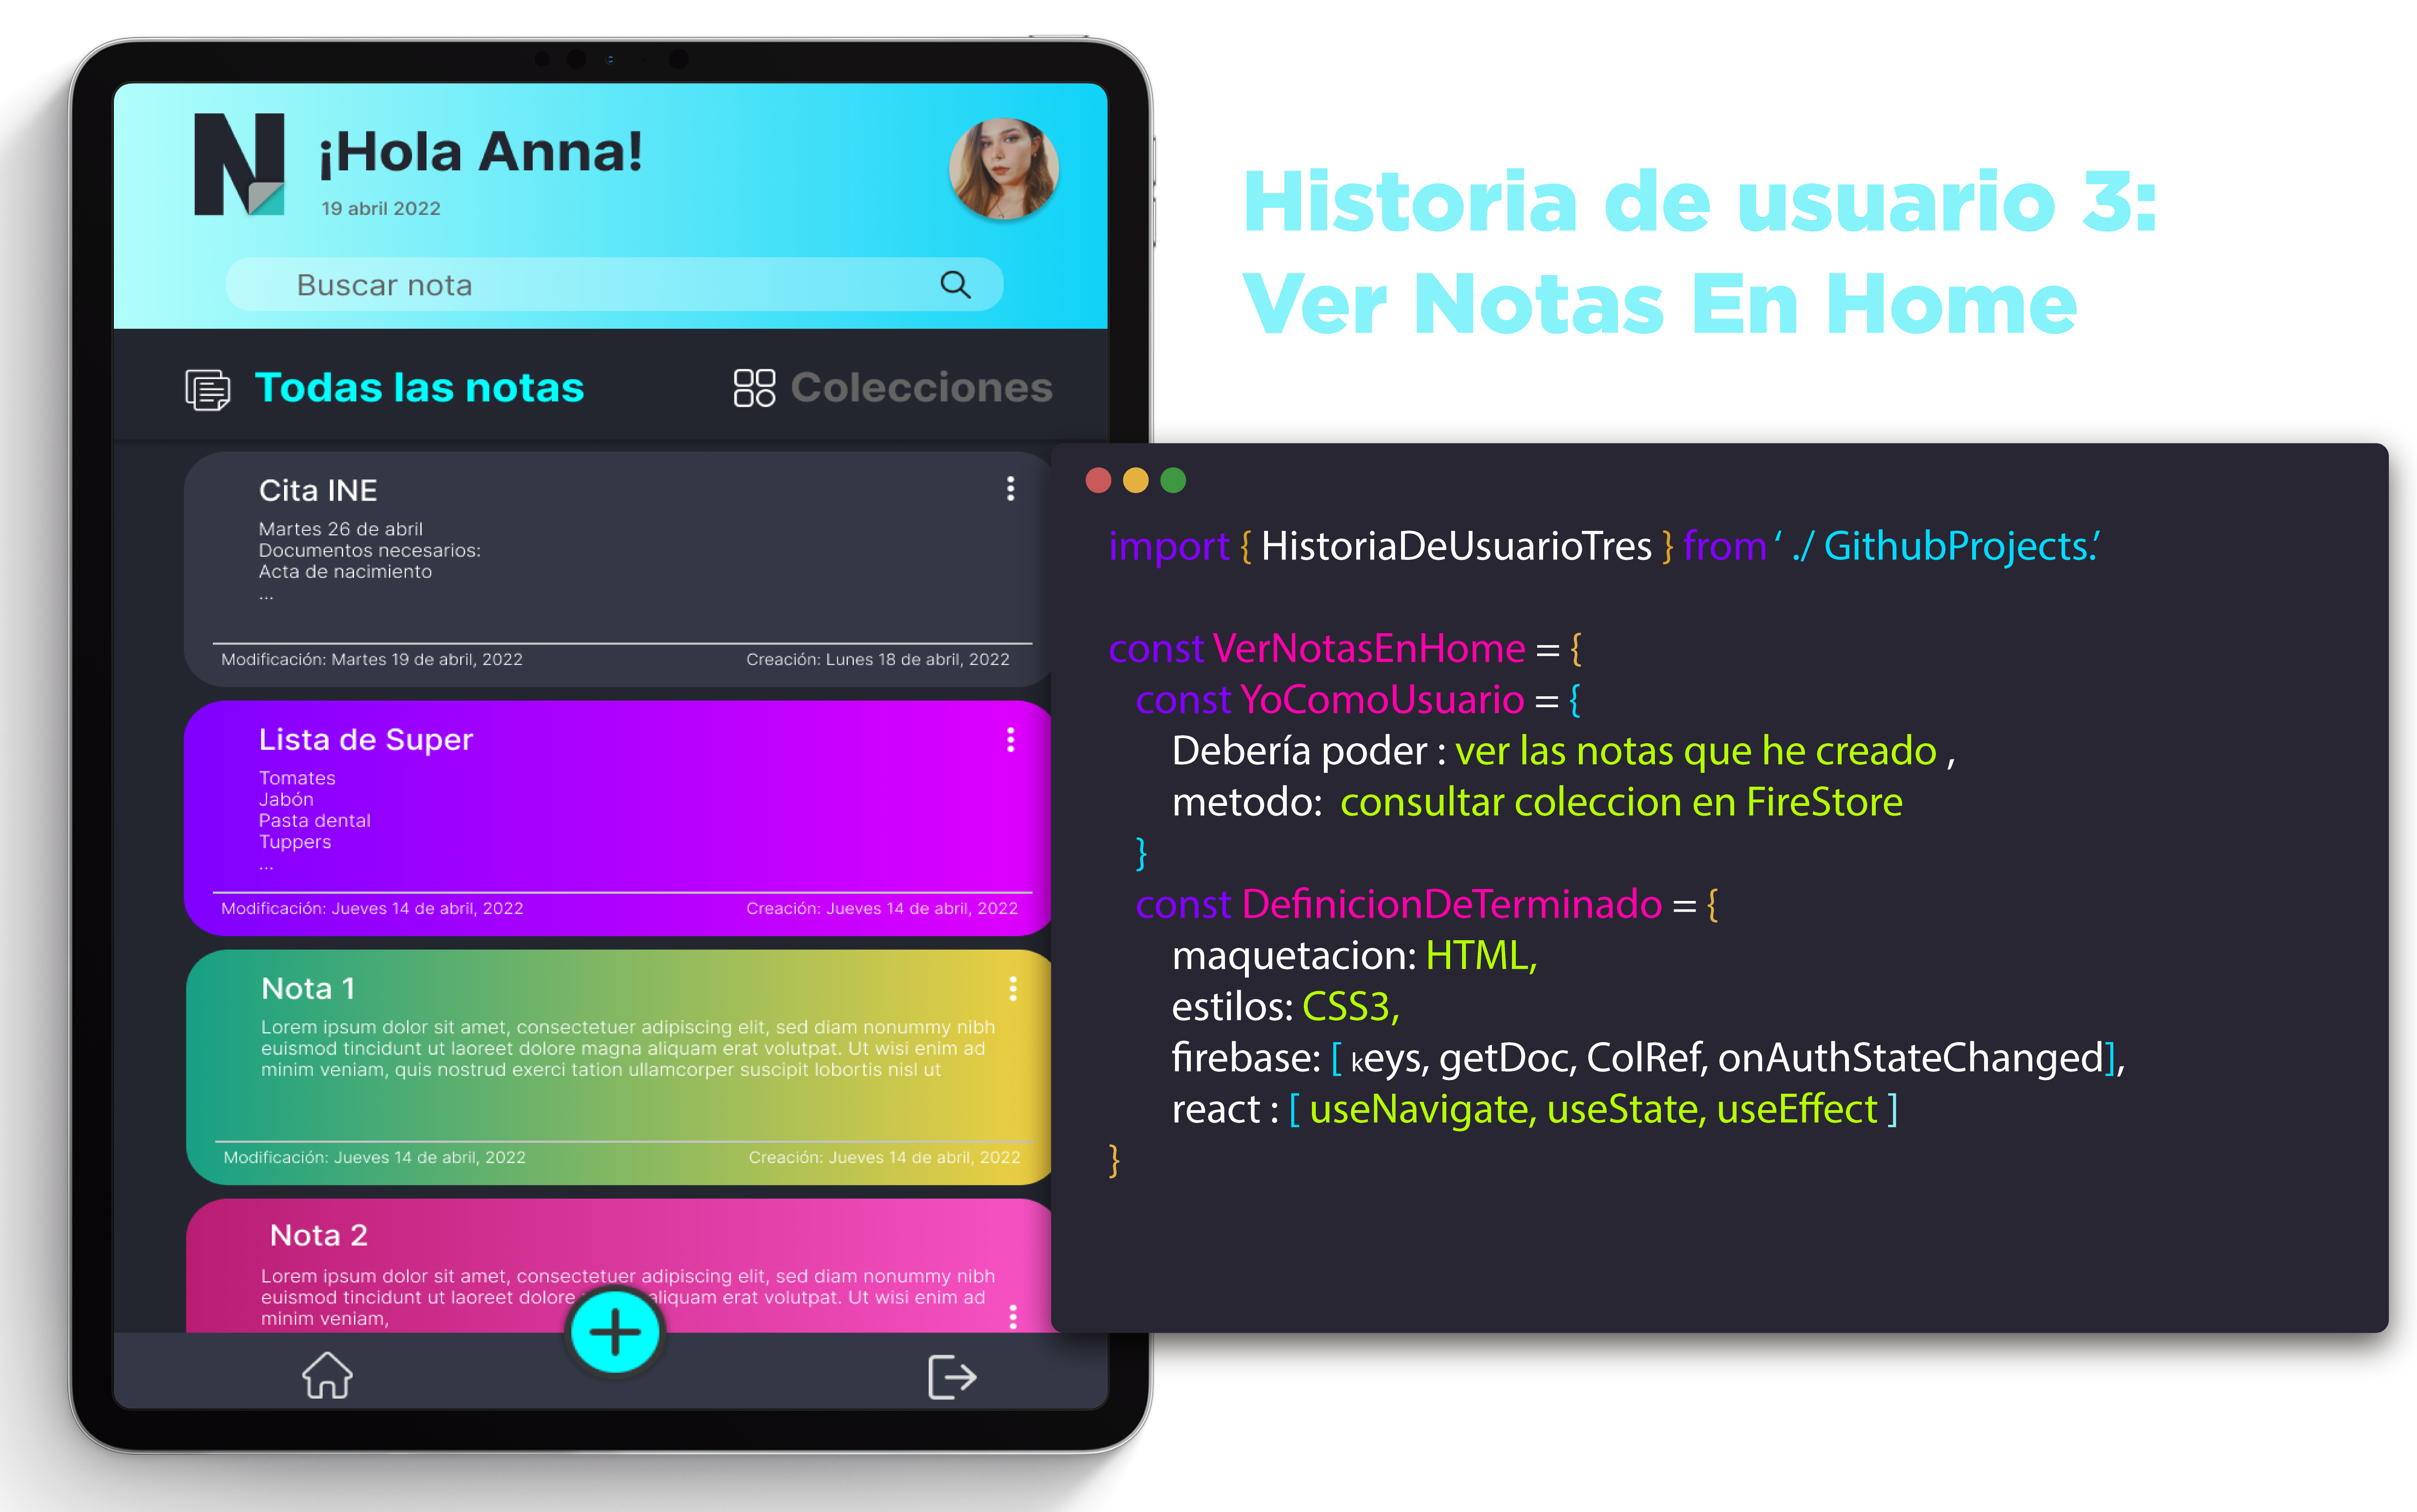 N
¡Hola Anna!
19 abril 2022
Buscar nota
Todas las notas
Colecciones
Cita INE
Martes 26 de abril
Documentos necesarios:
Acta de nacimiento
...
Modificación: Martes 19 de abril, 2022
Creación: Lunes 18 de abril, 2022
Lista de Super
Tomates
Jabón
Pasta dental
Tuppers
...
Modificación: Jueves 14 de abril, 2022
Creación: Jueves 14 de abril, 2022
Nota 1
Lorem ipsum dolor sit amet, consectetuer adipiscing elit, sed diam nonummy nibh
euismod tincidunt ut laoreet dolore magna aliquam erat volutpat. Ut wisi enim ad
minim veniam, quis nostrud exerci tation ullamcorper suscipit lobortis nisl ut
Modificación: Jueves 14 de abril, 2022
Creación: Jueves 14 de abril, 2022
Nota 2
Lorem ipsum dolor sit amet, consectetuer adipiscing elit, sed diam nonummy nibh
euismod tincidunt ut laoreet dolore aliquam erat volutpat. Ut wisi enim ad
minim veniam,
Historia de usuario 3:
Ver Notas En Home
import { HistoriaDeUsuarioTres } from ‘ ./ GithubProjects.’
const VerNotasEnHome = {
const YoComoUsuario = {
Debería poder : ver las notas que he creado ,
metodo: consultar coleccion en FireStore
}
const DefinicionDeTerminado = {
maquetacion: HTML,
estilos: CSS3,
firebase: [ keys, getDoc, ColRef, onAuthStateChanged],
react : [ useNavigate, useState, useEffect ]
}